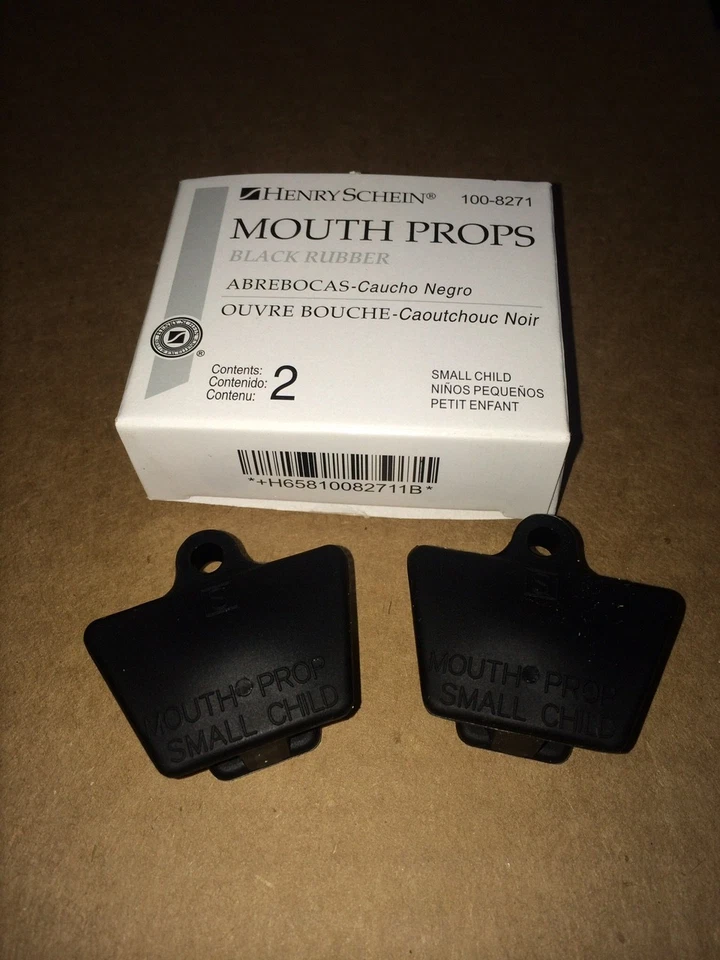 HENRY SCHEIN® 100-8271
MOUTH PROPS
BLACK RUBBER
ABREBOCAS-Caucho Negro
OUVRE BOUCHE-Caoutchouc Noir
®
Contents:
Contenido:
Contenu:
2
SMALL CHILD
NIÑOS PEQUEÑOS
PETIT ENFANT
*+H65810082711B*
MOUTH PROP
SMALL CHILD
MOUTH PROP
SMALL CHILD